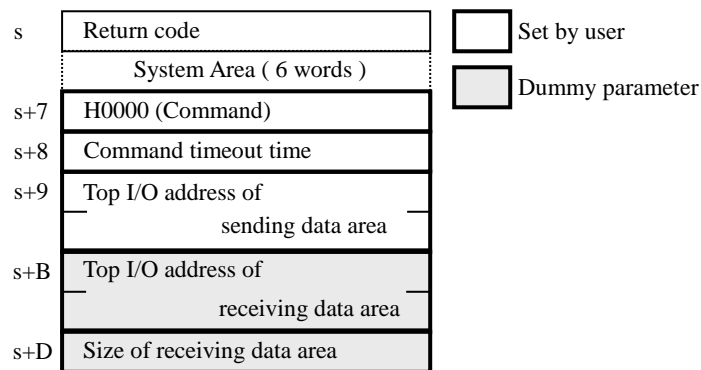 s Return code
Set by user
System Area ( 6 words )
Dummy parameter
s+7 H0000 (Command)
s+8 Command timeout time
s+9 Top I/O address of
sending data area
s+B Top I/O address of
receiving data area
s+D Size of receiving data area